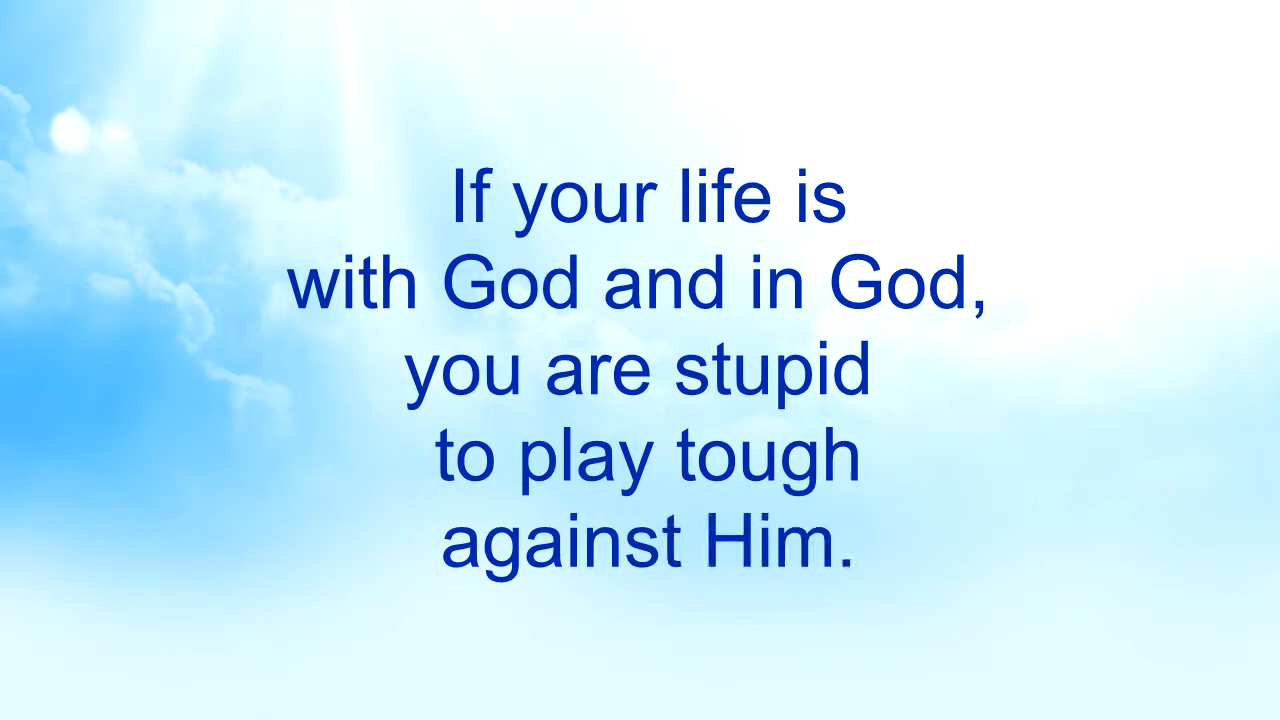 If your life is
with God and in God,
you are stupid
to play tough
against Him.